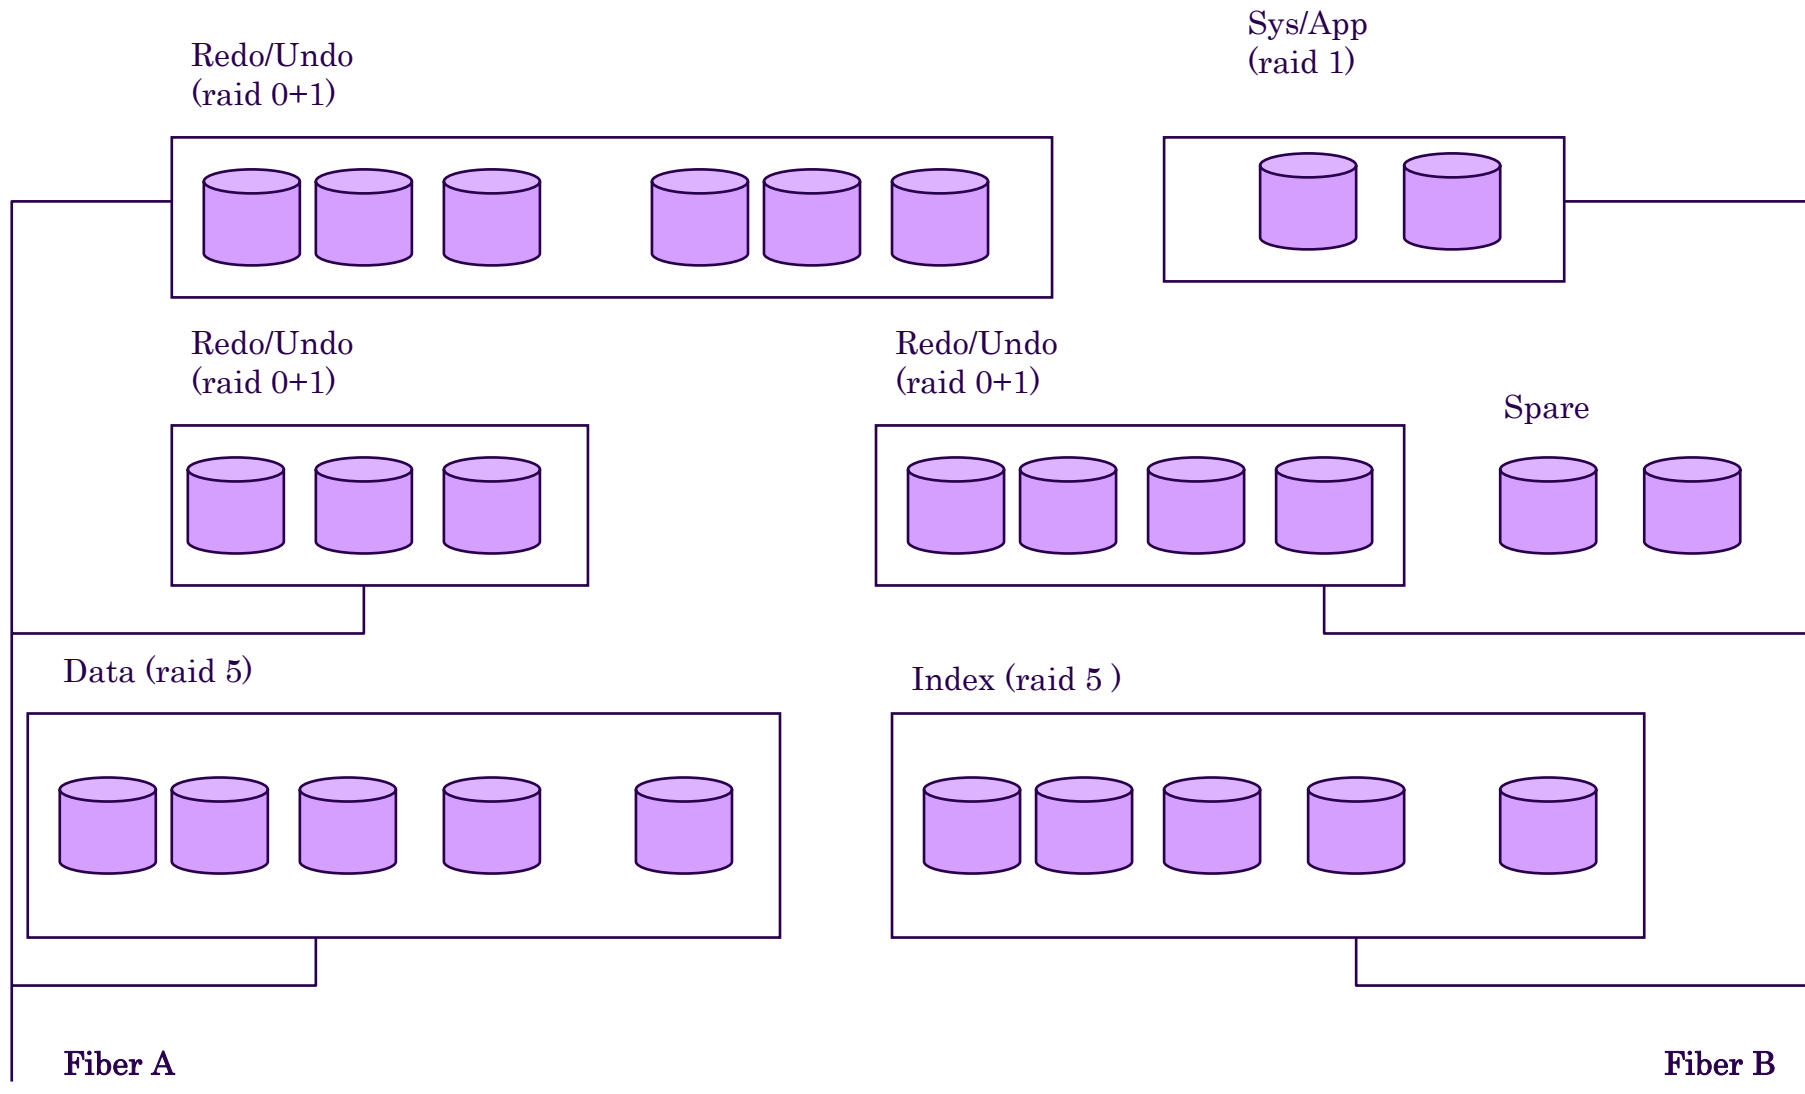 Sys/App
(raid 1)
Redo/Undo
(raid 0+1)
Redo/Undo
(raid 0+1)
Redo/Undo
(raid 0+1)
Spare
Data (raid 5)
Index (raid 5 )
Fiber A
Fiber B